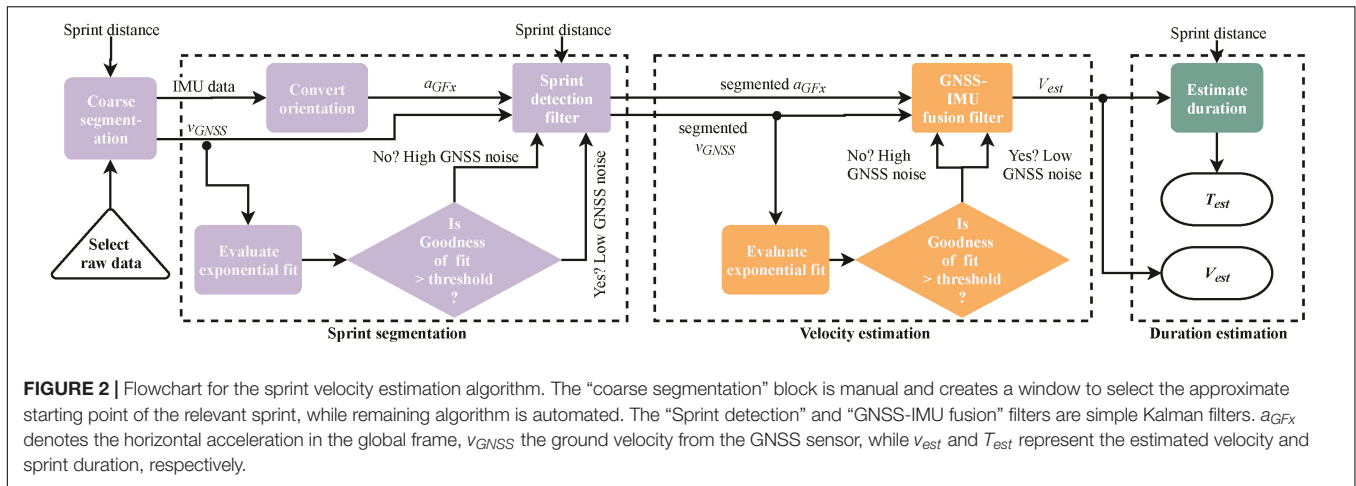 Sprint distance
Sprint distance
Sprint distance
Coarse
segment-
ation
IMU data
v_GNSS
Select
raw data
Convert
orientation
a_GFx
Sprint
detection
filter
No? High GNSS noise
Yes? Low GNSS noise
Evaluate
exponential fit
Is
Goodness
of fit
> threshold
?
Sprint segmentation
segmented a_GFx
segmented
v_GNSS
GNSS-
IMU
fusion filter
No? High
GNSS noise
Yes? Low
GNSS noise
Evaluate
exponential fit
Is
Goodness
of fit
> threshold
?
Velocity estimation
V_est
Estimate
duration
T_est
V_est
Duration estimation
FIGURE 2 | Flowchart for the sprint velocity estimation algorithm. The “coarse segmentation” block is manual and creates a window to select the approximate
starting point of the relevant sprint, while remaining algorithm is automated. The “Sprint detection” and “GNSS-IMU fusion” filters are simple Kalman filters. a_GFx
denotes the horizontal acceleration in the global frame, v_GNSS the ground velocity from the GNSS sensor, while v_est and T_est represent the estimated velocity and
sprint duration, respectively.